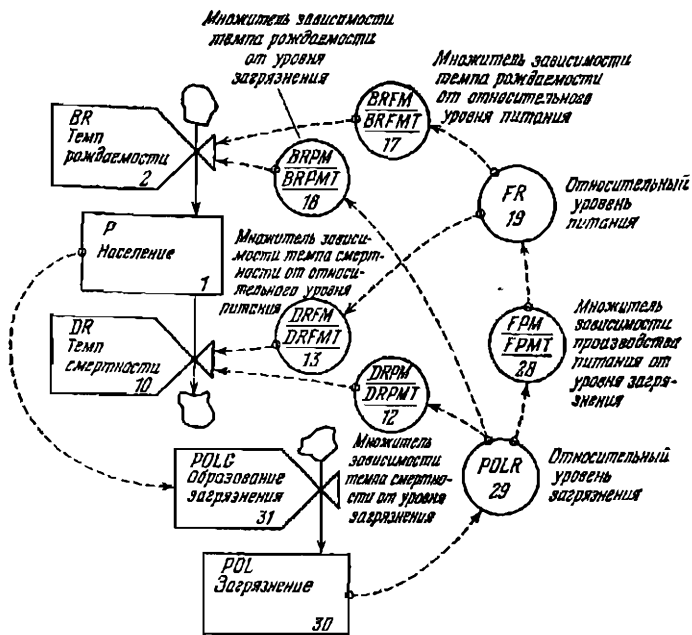 Множитель зависимости
темпа рождаемости
от уровня
загрязнения
Множитель зависимости
темпа рождаемости
от относительного
уровня питания
BR
Темп
рождаемости
2
BRFM
BRFMT
17
BRPM
BRPMT
18
FR
19
Относительный
уровень
питания
P
Население
1
Множитель зависи-
мости темпа смерт-
ности от относи-
тельного уровня
питания
DRFM
DRFMT
13
FPM
FPMT
28
Множитель
зависимости
производства
питания от
уровня загряз-
нения
DR
Темп
смертности
10
DRPM
DRPMT
12
Множитель
зависимости
темпа смертно-
сти от уровня
загрязнения
POLR
29
Относительный
уровень
загрязнения
POLG
Образование
загрязнения
31
POL
Загрязнение
30